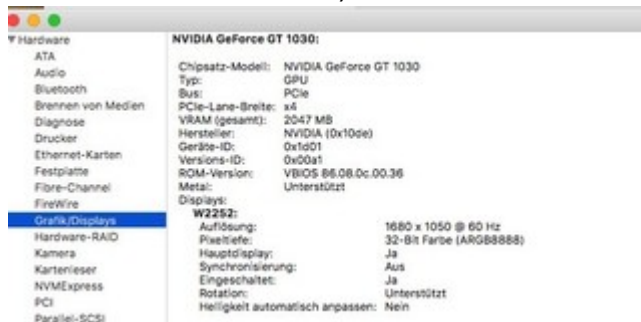 Hardware
ATA
Audio
Bluetooth
Brennen von Medien
Diagnose
Drucker
Ethernet-Karten
Festplatte
Fibre-Channel
FireWire
Grafik/Displays
Hardware-RAID
Kamera
Kartenleser
NVMExpress
PCI
Parallel-SCSI
NVIDIA GeForce GT 1030:
Chipsatz-Modell: NVIDIA GeForce GT 1030
Typ: GPU
Bus: PCIe
PCIe-Lane-Breite: x4
VRAM (gesamt): 2047 MB
Hersteller: NVIDIA (0x10de)
Geräte-ID: 0x1d01
Versions-ID: 0x00a1
ROM-Version: VBIOS 86.08.0c.00.36
Metal: Unterstützt
Displays:
W2252:
Auflösung: 1680 x 1050 @ 60 Hz
Pixeltiefe: 32-Bit Farbe (ARGB8888)
Hauptdisplay: Ja
Synchronisierung: Aus
Eingeschaltet: Ja
Rotation: Unterstützt
Helligkeit automatisch anpassen: Nein